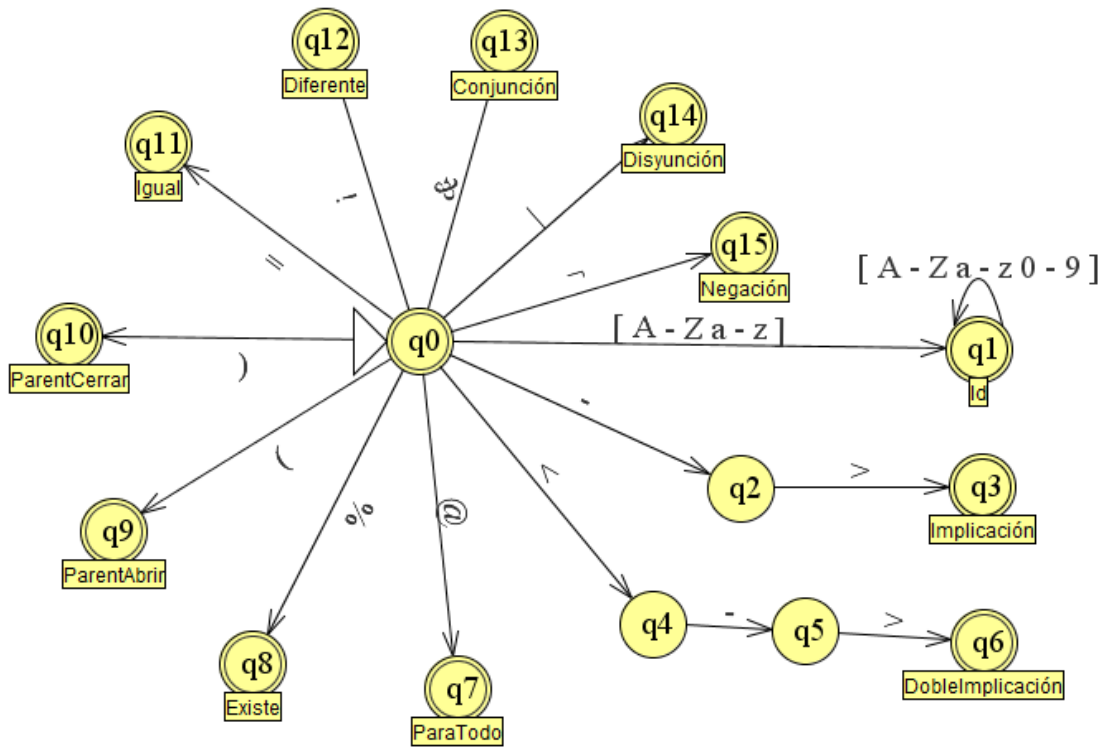 q12
Diferente
q13
Conjunción
q14
Disyunción
q11
Igual
!
&
|
=
q15
Negación
¬
[ A - Z a - z 0 - 9 ]
q10
ParentCerrar
)
q0
[ A - Z a - z ]
q1
Id
-
(
<
q2
>
q3
Implicación
q9
ParentAbrir
%
@
q4
-
q5
>
q6
DobleImplicación
q8
Existe
q7
ParaTodo